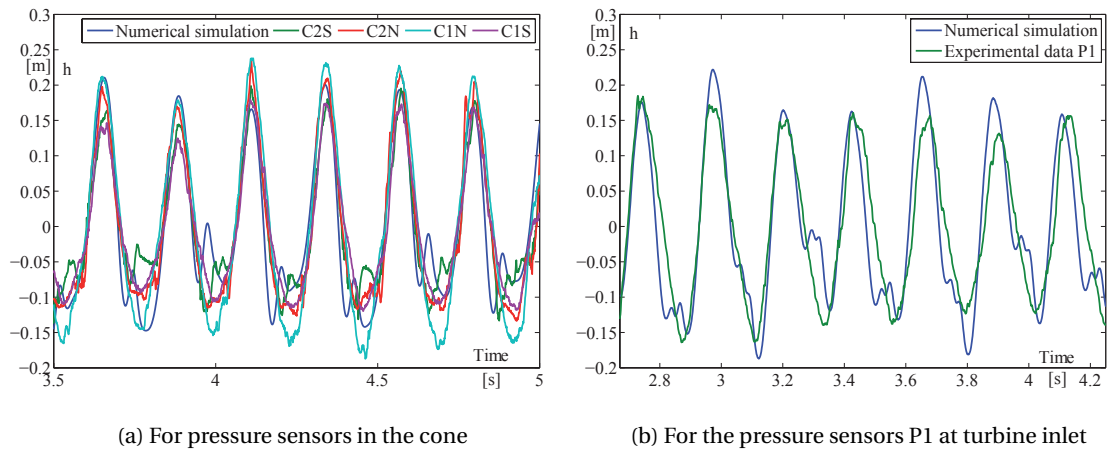 0.3
[m] h
Numerical simulation C2S C2N C1N C1S
0.25
0.2
0.15
0.1
0.05
0
−0.05
−0.1
−0.15
−0.2
Time
[s]
3.5 4 4.5 5
(a) For pressure sensors in the cone
0.3
[m] h
Numerical simulation
Experimental data P1
0.25
0.2
0.15
0.1
0.05
0
−0.05
−0.1
−0.15
−0.2
Time
[s]
2.8 3 3.2 3.4 3.6 3.8 4 4.2
(b) For the pressure sensors P1 at turbine inlet